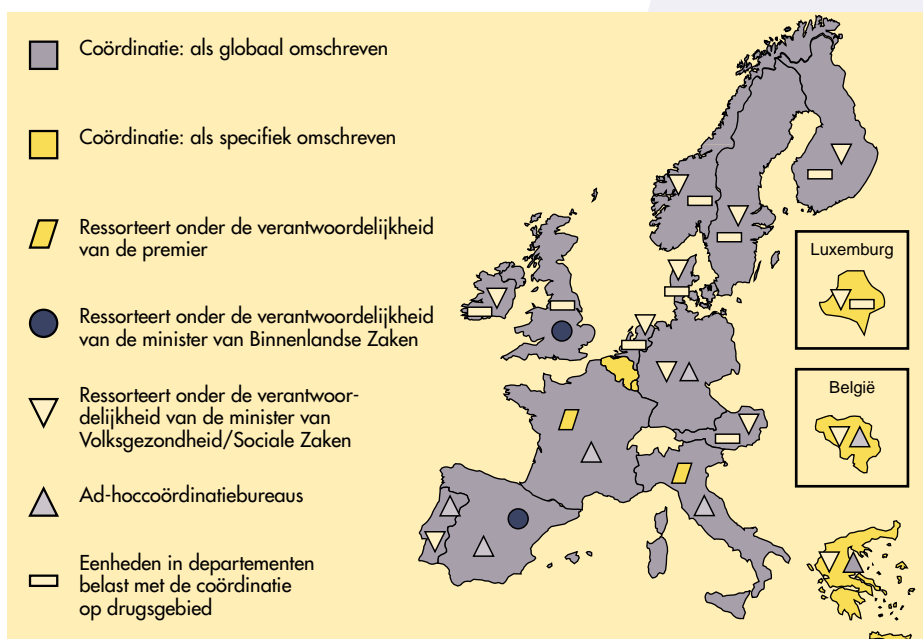 Coördinatie: als globaal omschreven
Coördinatie: als specifiek omschreven
Ressorteert onder de verantwoordelijkheid
van de premier
Ressorteert onder de verantwoordelijkheid
van de minister van Binnenlandse Zaken
Ressorteert onder de verantwoor-
delijkheid van de minister van
Volksgezondheid/Sociale Zaken
Ad-hoccoördinatiebureaus
Eenheden in departementen
belast met de coördinatie
op drugsgebied
Luxemburg
België